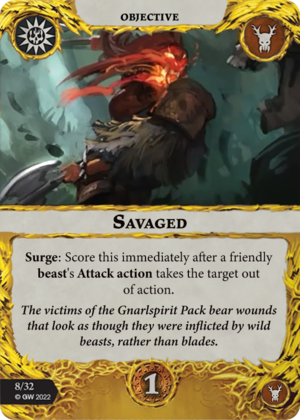 OBJECTIVE
SAVAGED
Surge: Score this immediately after a friendly
beast's Attack action takes the target out
of action.
The victims of the Gnarlspirit Pack bear wounds
that look as though they were inflicted by wild
beasts, rather than blades.
8/32
© GW 2022
1